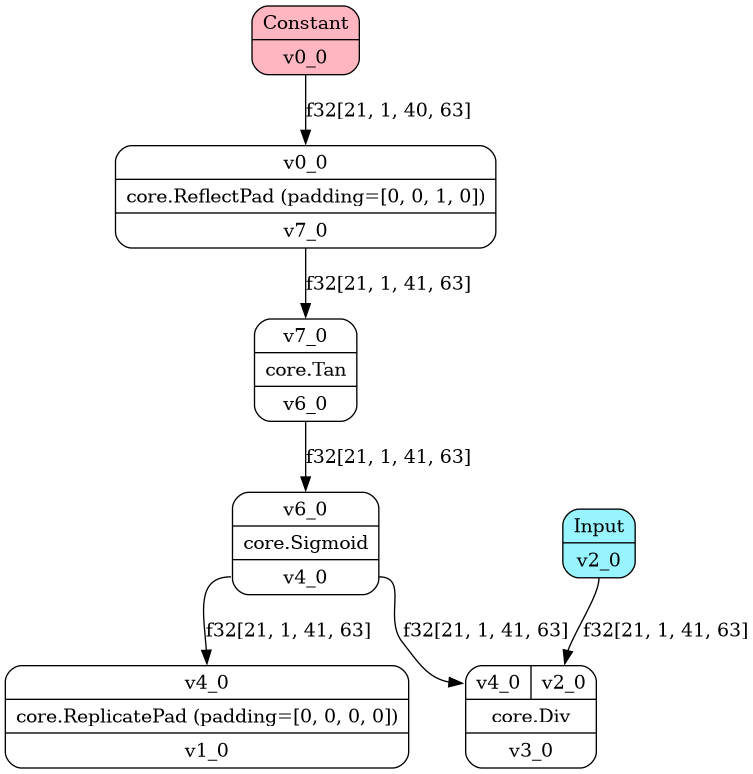 Constant
v0_0
f32[21, 1, 40, 63]
v0_0
core.ReflectPad (padding=[0, 0, 1, 0])
v7_0
f32[21, 1, 41, 63]
v7_0
core.Tan
v6_0
f32[21, 1, 41, 63]
v6_0
core.Sigmoid
v4_0
Input
v2_0
f32[21, 1, 41, 63]
f32[21, 1, 41, 63]
f32[21, 1, 41, 63]
v4_0
core.ReplicatePad (padding=[0, 0, 0, 0])
v1_0
v4_0 v2_0
core.Div
v3_0